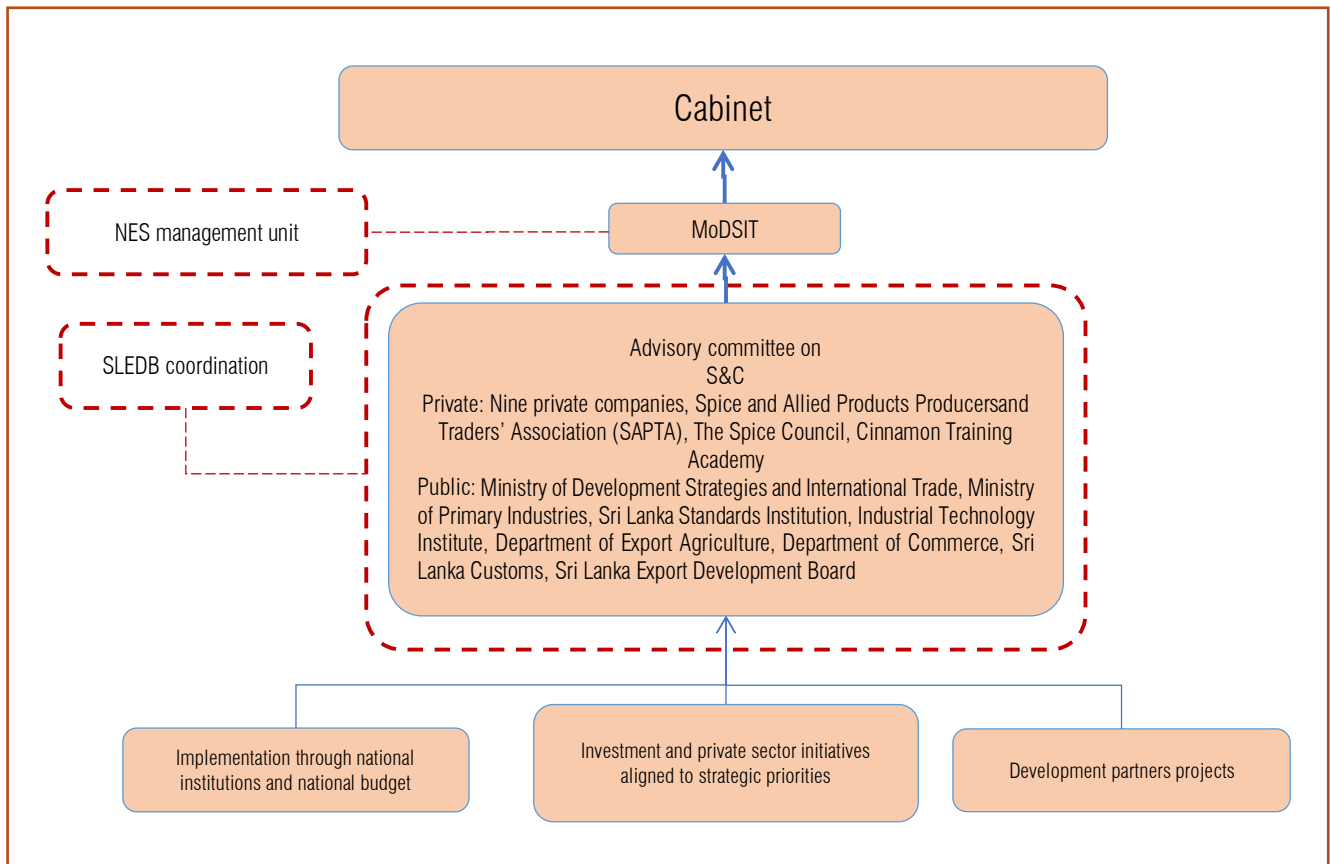 Cabinet
NES management unit
MoDSIT
SLEDB coordination
Advisory committee on
S&C
Private: Nine private companies, Spice and Allied Products Producersand
Traders’ Association (SAPTA), The Spice Council, Cinnamon Training
Academy
Public: Ministry of Development Strategies and International Trade, Ministry
of Primary Industries, Sri Lanka Standards Institution, Industrial Technology
Institute, Department of Export Agriculture, Department of Commerce, Sri
Lanka Customs, Sri Lanka Export Development Board
Implementation through national
institutions and national budget
Investment and private sector initiatives
aligned to strategic priorities
Development partners projects